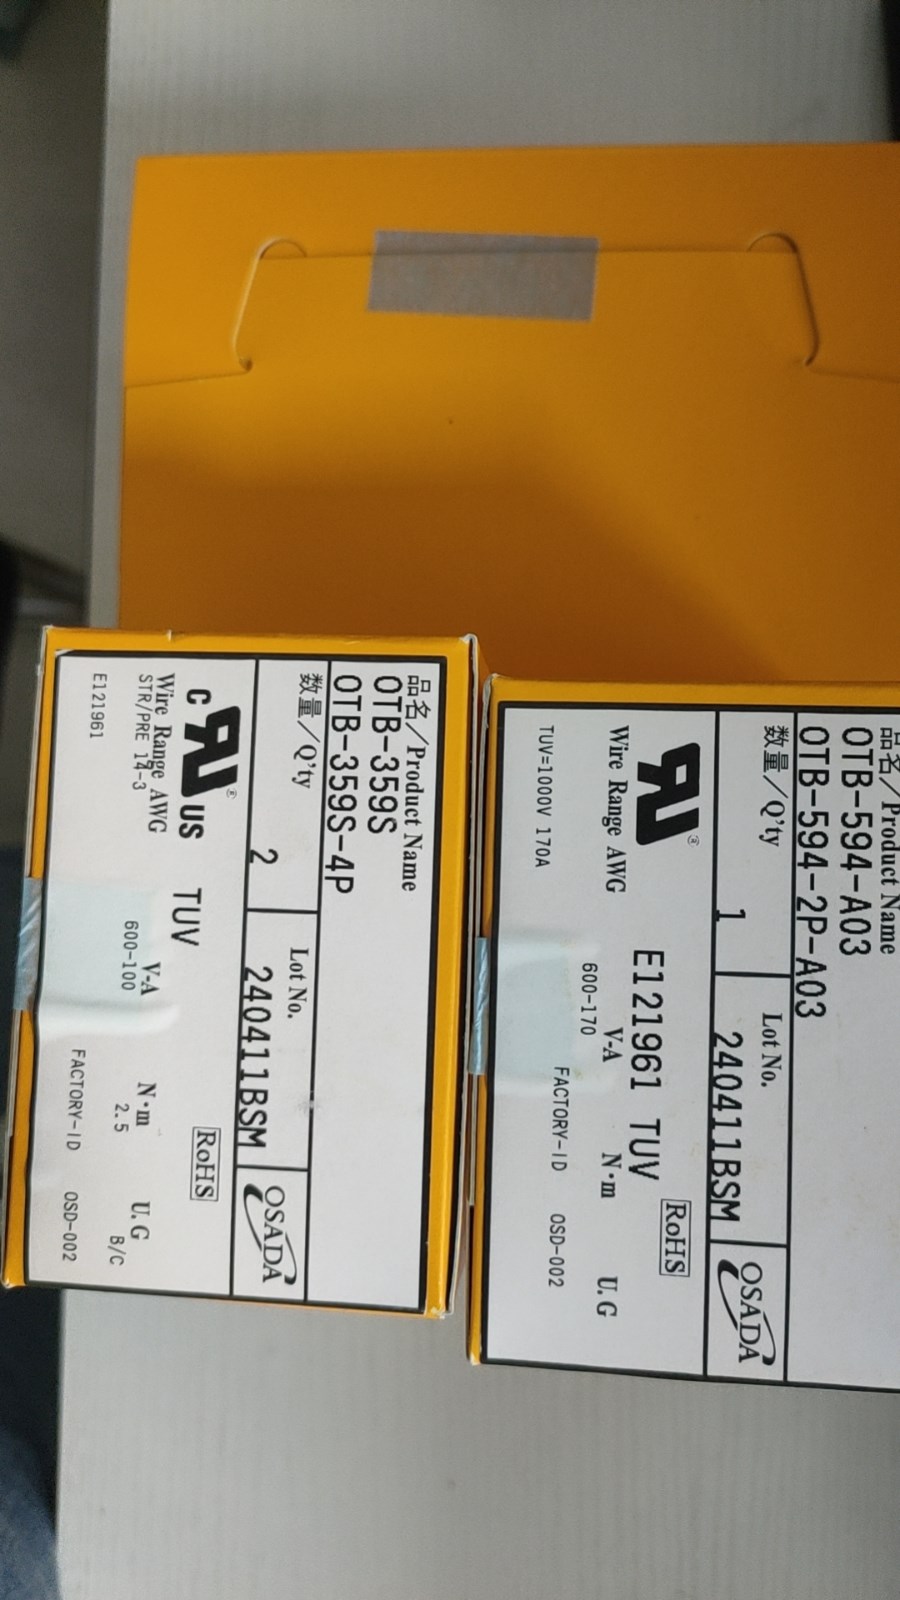 品名/Product Name
OTB-359S
OTB-359S-4P
数量/Q'ty
2
Lot No.
240411BSM
OSADA
c RU ® US
TUV
RoHS
Wire Range AWG
STR/PRE 14-3
V-A
600-100
N·m
2.5
U.G
B/C
E121961
FACTORY-ID
OSD-002
品名/Product Name
OTB-594-A03
OTB-594-2P-A03
数量/Q'ty
1
Lot No.
240411BSM
OSADA
RU ®
E121961 TUV
RoHS
Wire Range AWG
V-A
600-170
N·m
U.G
TUV=1000V 170A
FACTORY-ID
OSD-002